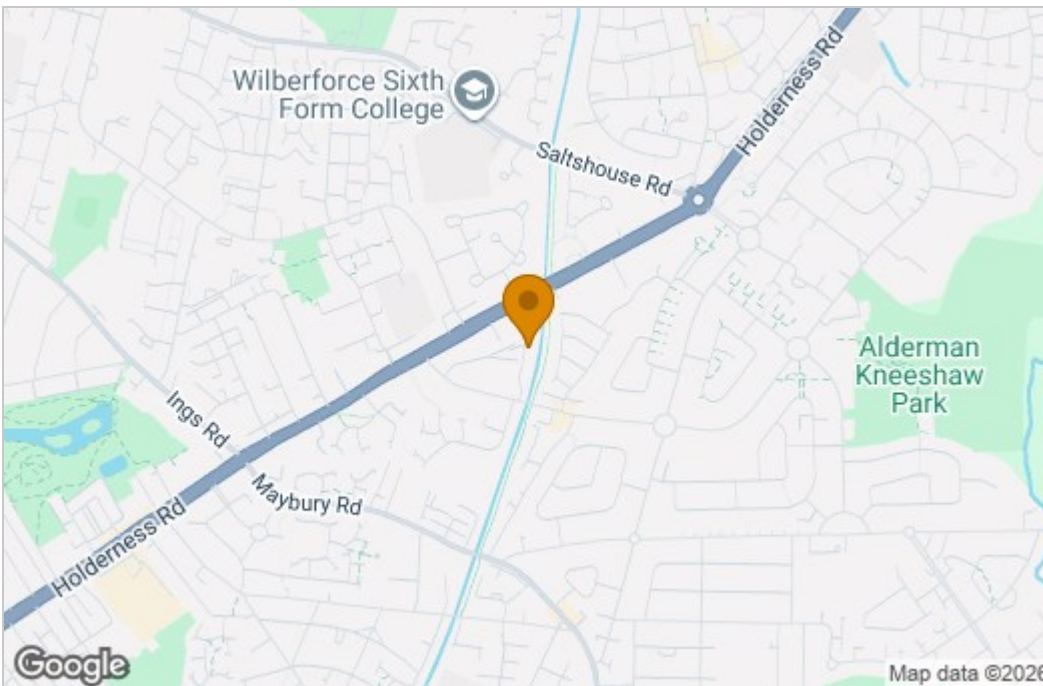 Wilberforce Sixth
Form College
Holderness Rd
Saltshouse Rd
Alderman
Kneeshaw
Park
Ings Rd
Maybury Rd
Holderness Rd
Google
Map data ©2026